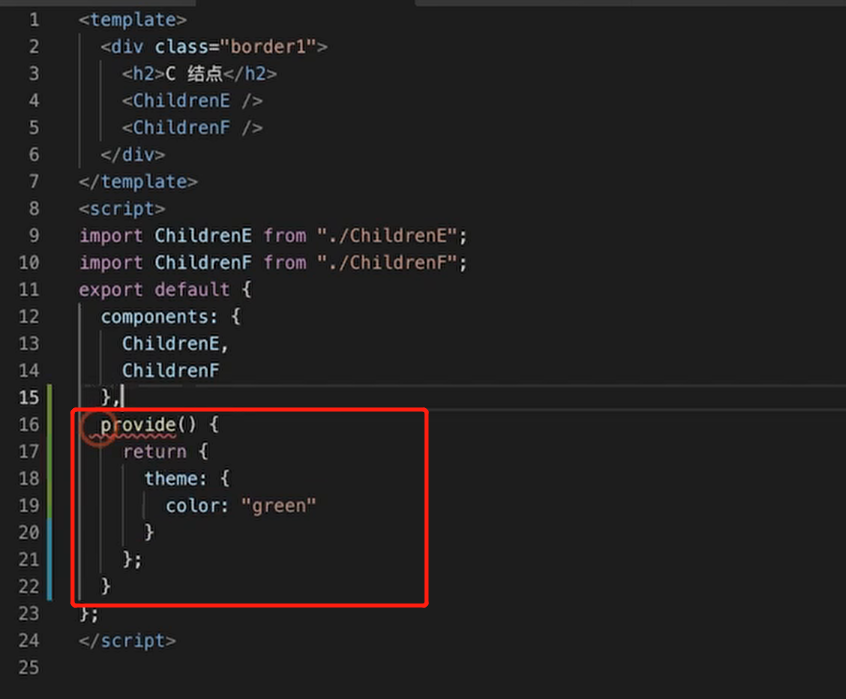 1 <template>
2 <div class="border1">
3 <h2>C 结点</h2>
4 <ChildrenE />
5 <ChildrenF />
6 </div>
7 </template>
8 <script>
9 import ChildrenE from "./ChildrenE";
10 import ChildrenF from "./ChildrenF";
11 export default {
12 components: {
13 ChildrenE,
14 ChildrenF
15 },
16 provide() {
17 return {
18 theme: {
19 color: "green"
20 }
21 };
22 }
23 };
24 </script>
25